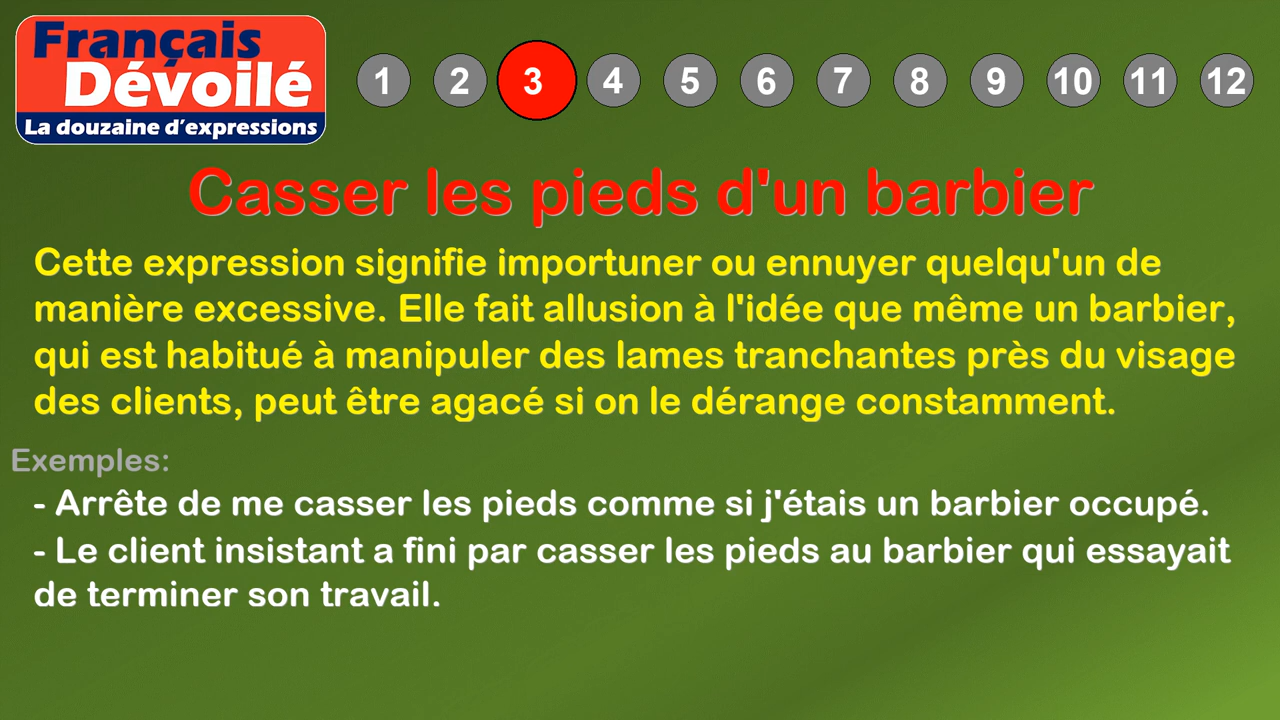 Français
Dévoilé
La douzaine d'expressions
1 2 3 4 5 6 7 8 9 10 11 12
Casser les pieds d'un barbier
Cette expression signifie importuner ou ennuyer quelqu'un de
manière excessive. Elle fait allusion à l'idée que même un barbier,
qui est habitué à manipuler des lames tranchantes près du visage
des clients, peut être agacé si on le dérange constamment.
Exemples:
- Arrête de me casser les pieds comme si j'étais un barbier occupé.
- Le client insistant a fini par casser les pieds au barbier qui essayait
de terminer son travail.